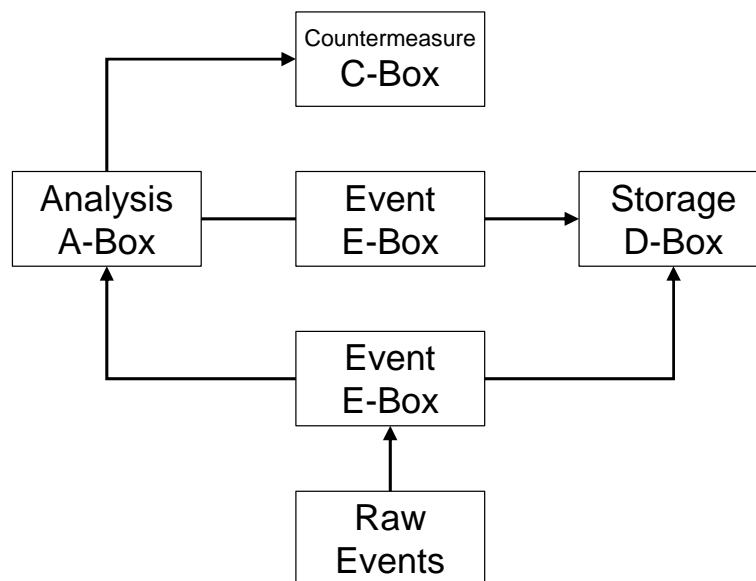 Countermeasure
C-Box
Analysis
A-Box
Event
E-Box
Storage
D-Box
Event
E-Box
Raw
Events